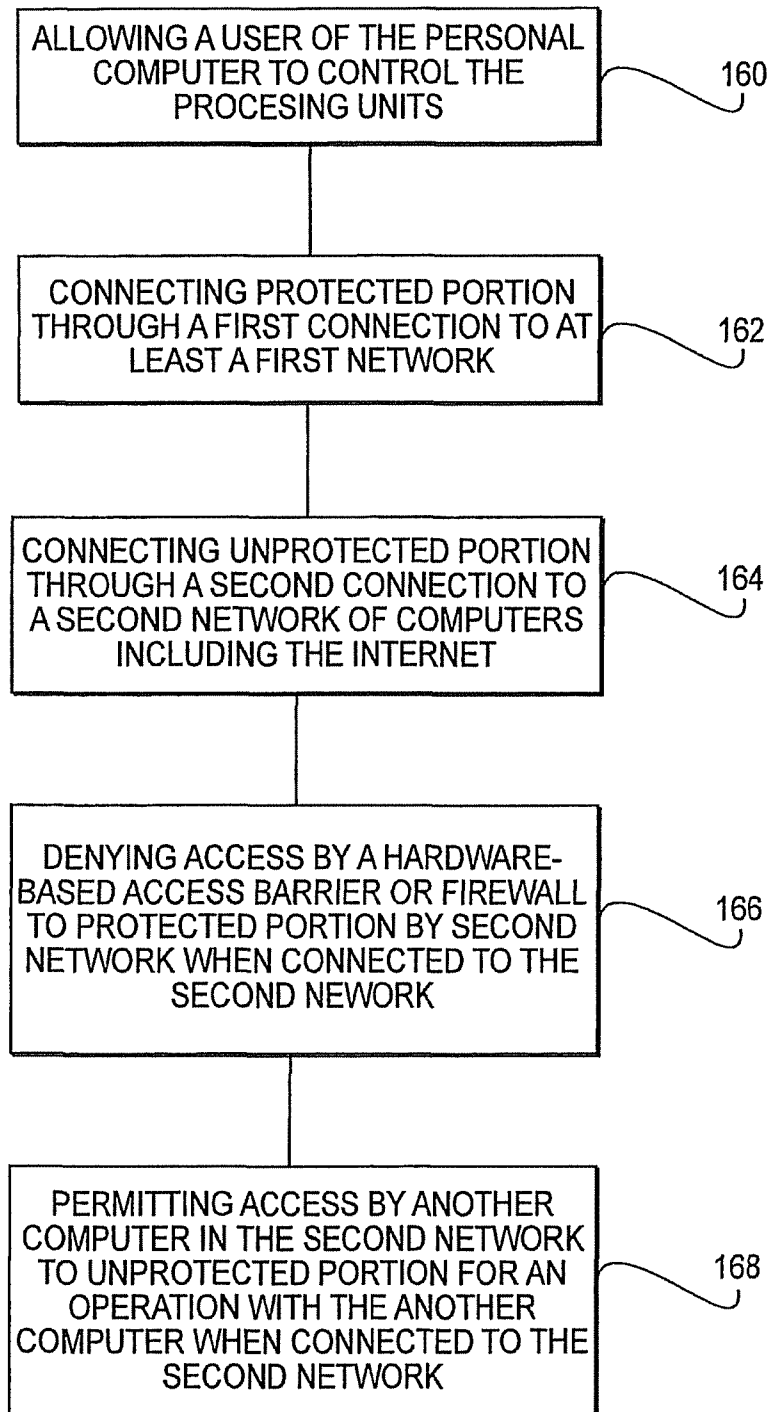 ALLOWING A USER OF THE PERSONAL
COMPUTER TO CONTROL THE
PROCESING UNITS
160
CONNECTING PROTECTED PORTION
THROUGH A FIRST CONNECTION TO AT
LEAST A FIRST NETWORK
162
CONNECTING UNPROTECTED PORTION
THROUGH A SECOND CONNECTION TO
A SECOND NETWORK OF COMPUTERS
INCLUDING THE INTERNET
164
DENYING ACCESS BY A HARDWARE-
BASED ACCESS BARRIER OR FIREWALL
TO PROTECTED PORTION BY SECOND
NETWORK WHEN CONNECTED TO THE
SECOND NEWORK
166
PERMITTING ACCESS BY ANOTHER
COMPUTER IN THE SECOND NETWORK
TO UNPROTECTED PORTION FOR AN
OPERATION WITH THE ANOTHER
COMPUTER WHEN CONNECTED TO THE
SECOND NETWORK
168